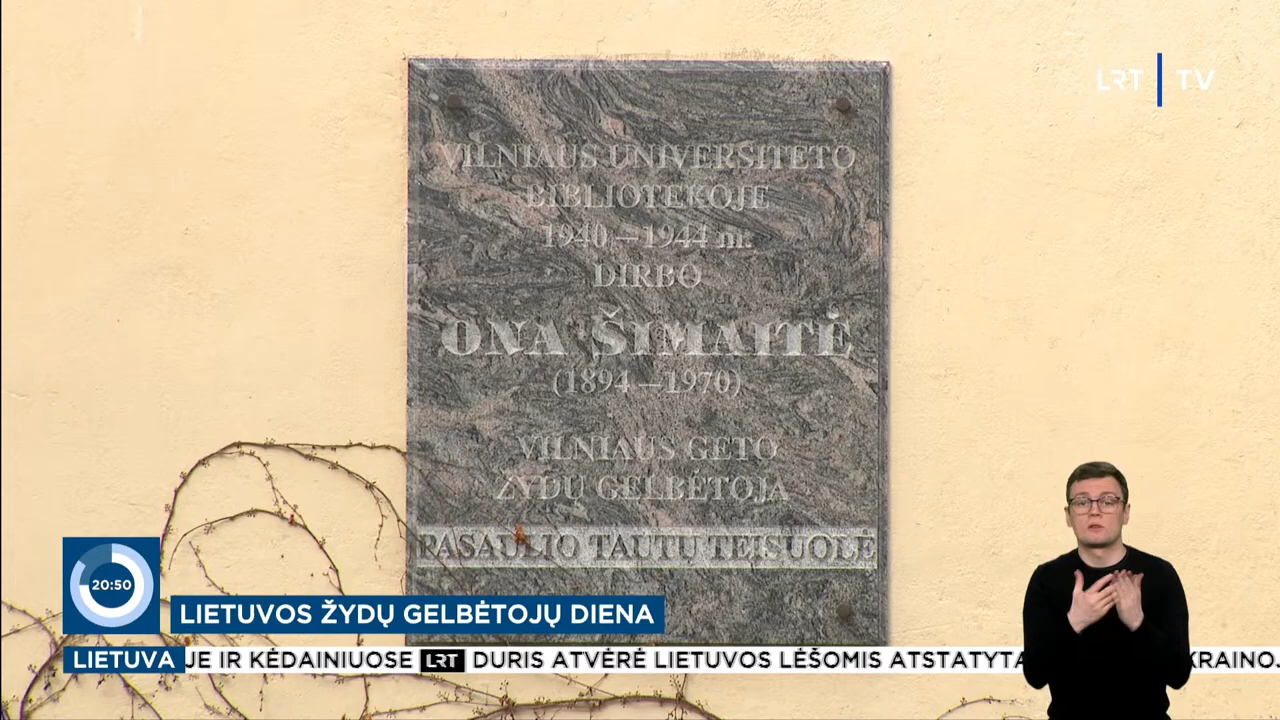 LRT TV
VILNIAUS UNIVERSITETO
BIBLIOTEKOJE
1940 – 1944 m.
DIRBO
ONA ŠIMAITĖ
(1894 – 1970)
VILNIAUS GETO
ŽYDŲ GELBĖTOJA
PASAULIO TAUTŲ TEISUOLĖ
20:50
LIETUVOS ŽYDŲ GELBĖTOJŲ DIENA
LIETUVA JE IR KĖDAINIUOSE LRT DURIS ATVĖRĖ LIETUVOS LĖŠOMIS ATSTATYTA KRAINOJ